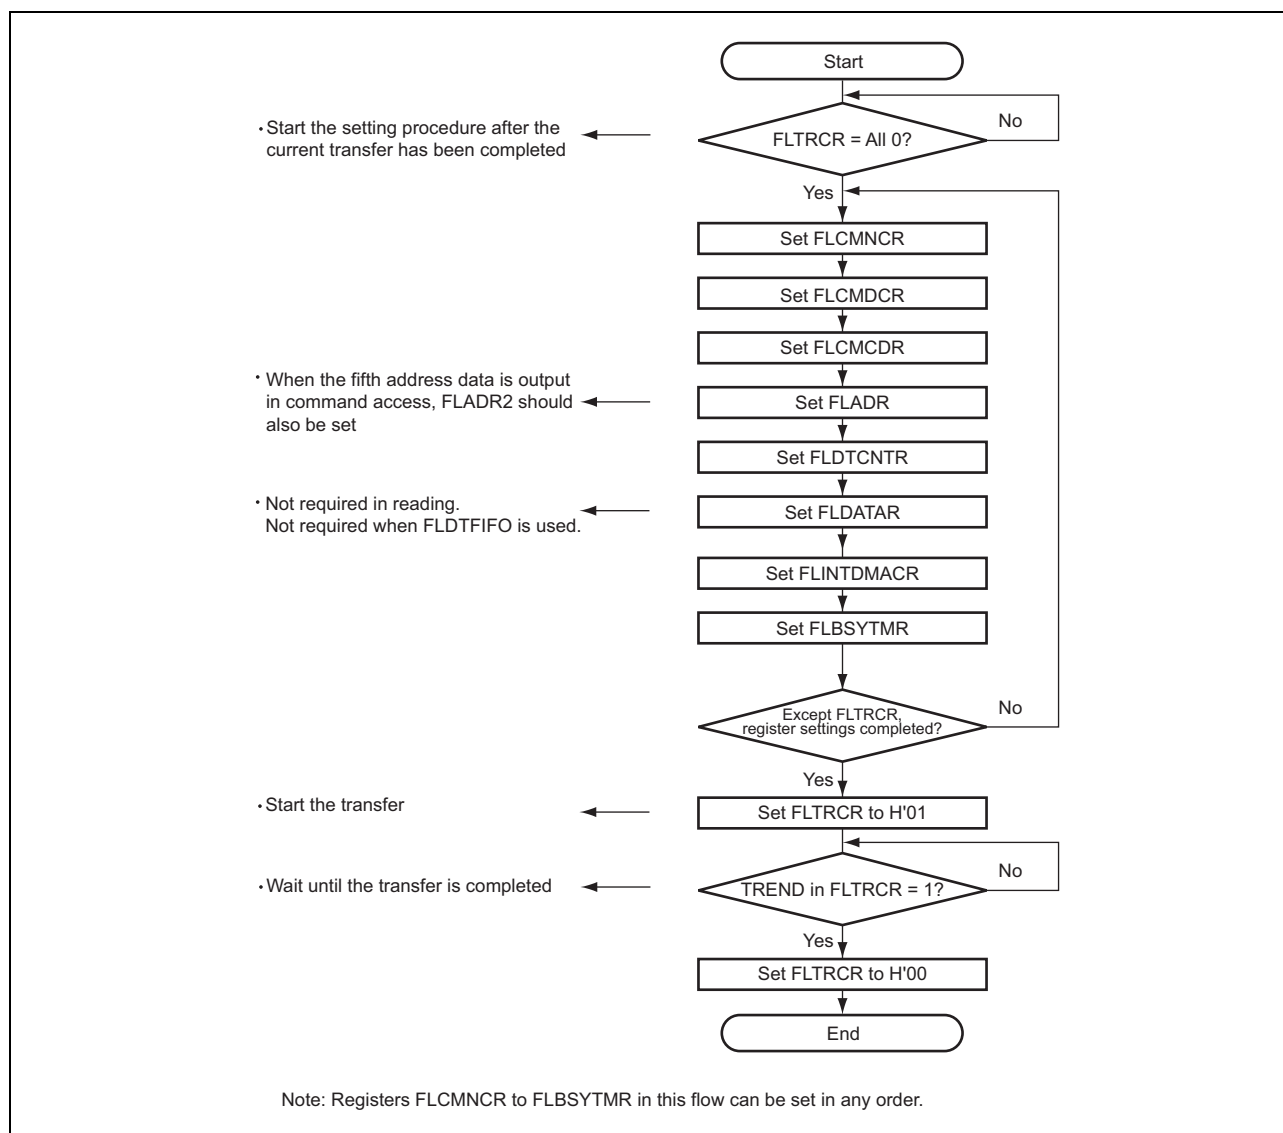 Start
No
・Start the setting procedure after the
current transfer has been completed
FLTRCR = All 0?
Yes
Set FLCMNCR
Set FLCMDCR
Set FLCMCDR
・When the fifth address data is output
in command access, FLADR2 should
also be set
Set FLADR
Set FLDTCNTR
・Not required in reading.
Not required when FLDTFIFO is used.
Set FLDATAR
Set FLINTDMACR
Set FLBSYTMR
Except FLTRCR,
register settings completed?
No
Yes
・Start the transfer
Set FLTRCR to H'01
No
・Wait until the transfer is completed
TREND in FLTRCR = 1?
Yes
Set FLTRCR to H'00
End
Note: Registers FLCMNCR to FLBSYTMR in this flow can be set in any order.